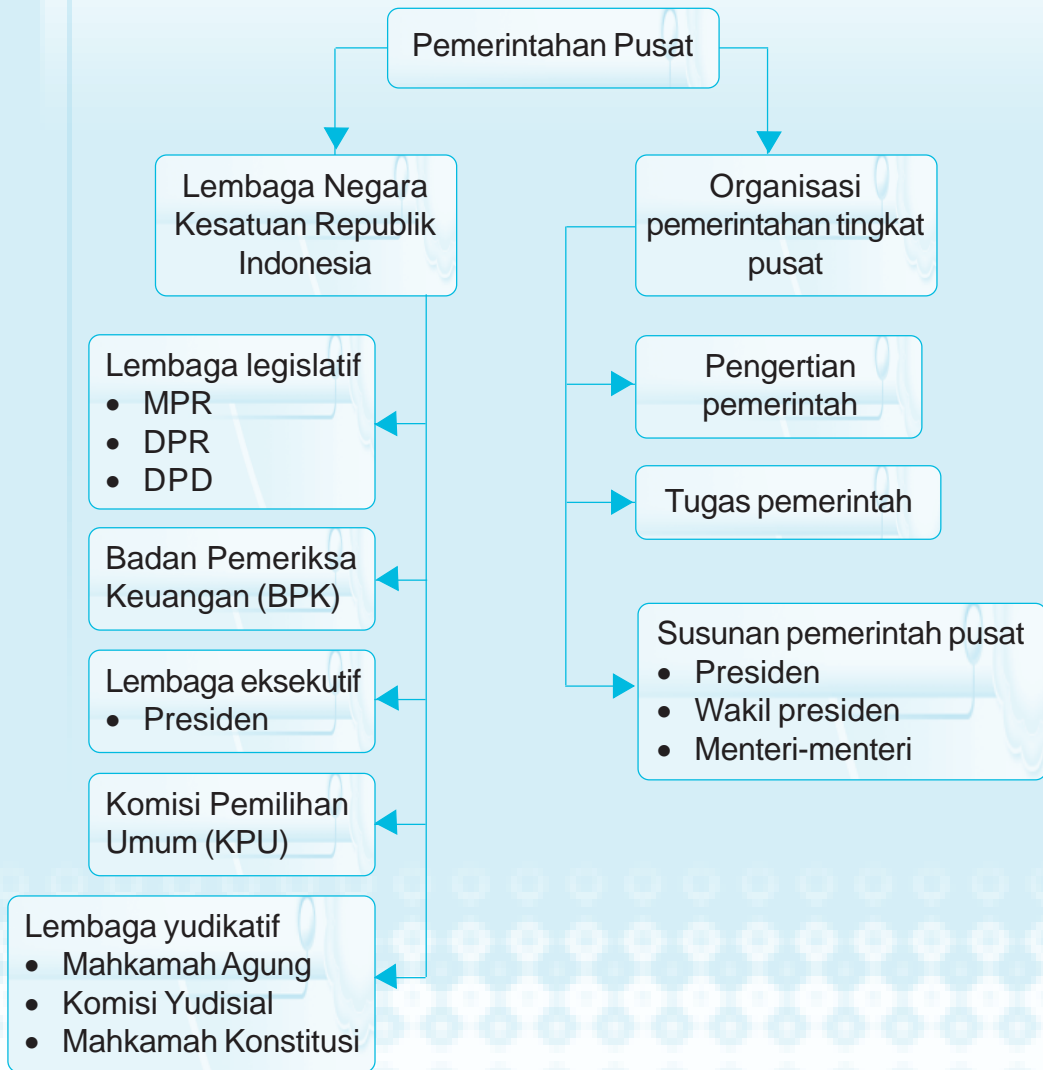 Pemerintahan Pusat
Lembaga Negara
Kesatuan Republik
Indonesia
Lembaga legislatif
• MPR
• DPR
• DPD
Badan Pemeriksa
Keuangan (BPK)
Lembaga eksekutif
• Presiden
Komisi Pemilihan
Umum (KPU)
Lembaga yudikatif
• Mahkamah Agung
• Komisi Yudisial
• Mahkamah Konstitusi
Organisasi
pemerintahan tingkat
pusat
Pengertian
pemerintah
Tugas pemerintah
Susunan pemerintah pusat
• Presiden
• Wakil presiden
• Menteri-menteri